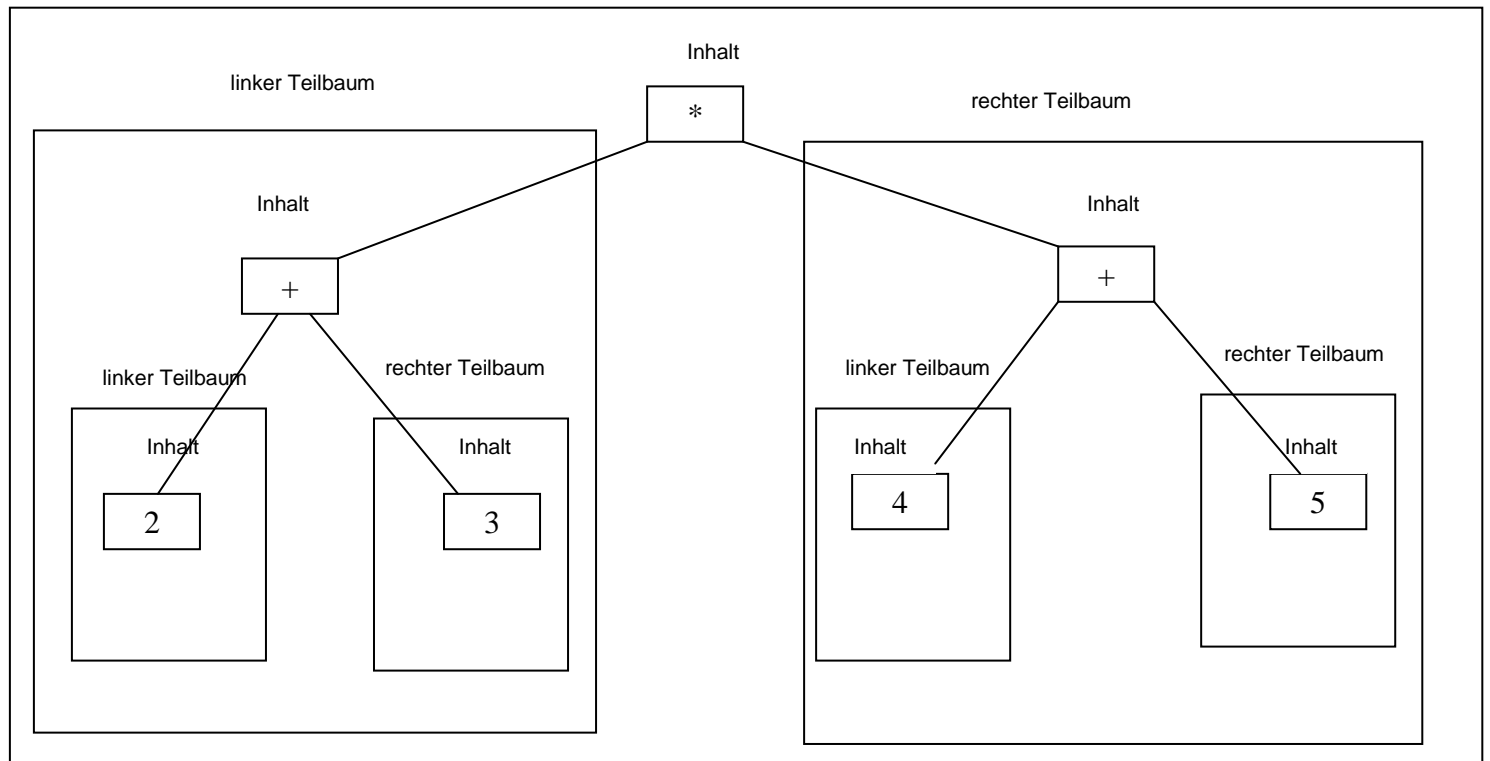 Inhalt
linker Teilbaum
rechter Teilbaum
*
Inhalt
Inhalt
+
+
linker Teilbaum
rechter Teilbaum
linker Teilbaum
rechter Teilbaum
Inhalt
Inhalt
Inhalt
Inhalt
2
3
4
5